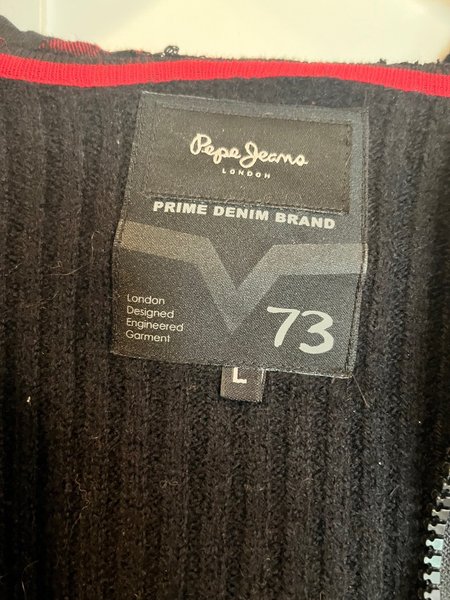 Pepe Jeans
LONDON
PRIME DENIM BRAND
London
Designed
Engineered
Garment
73
L